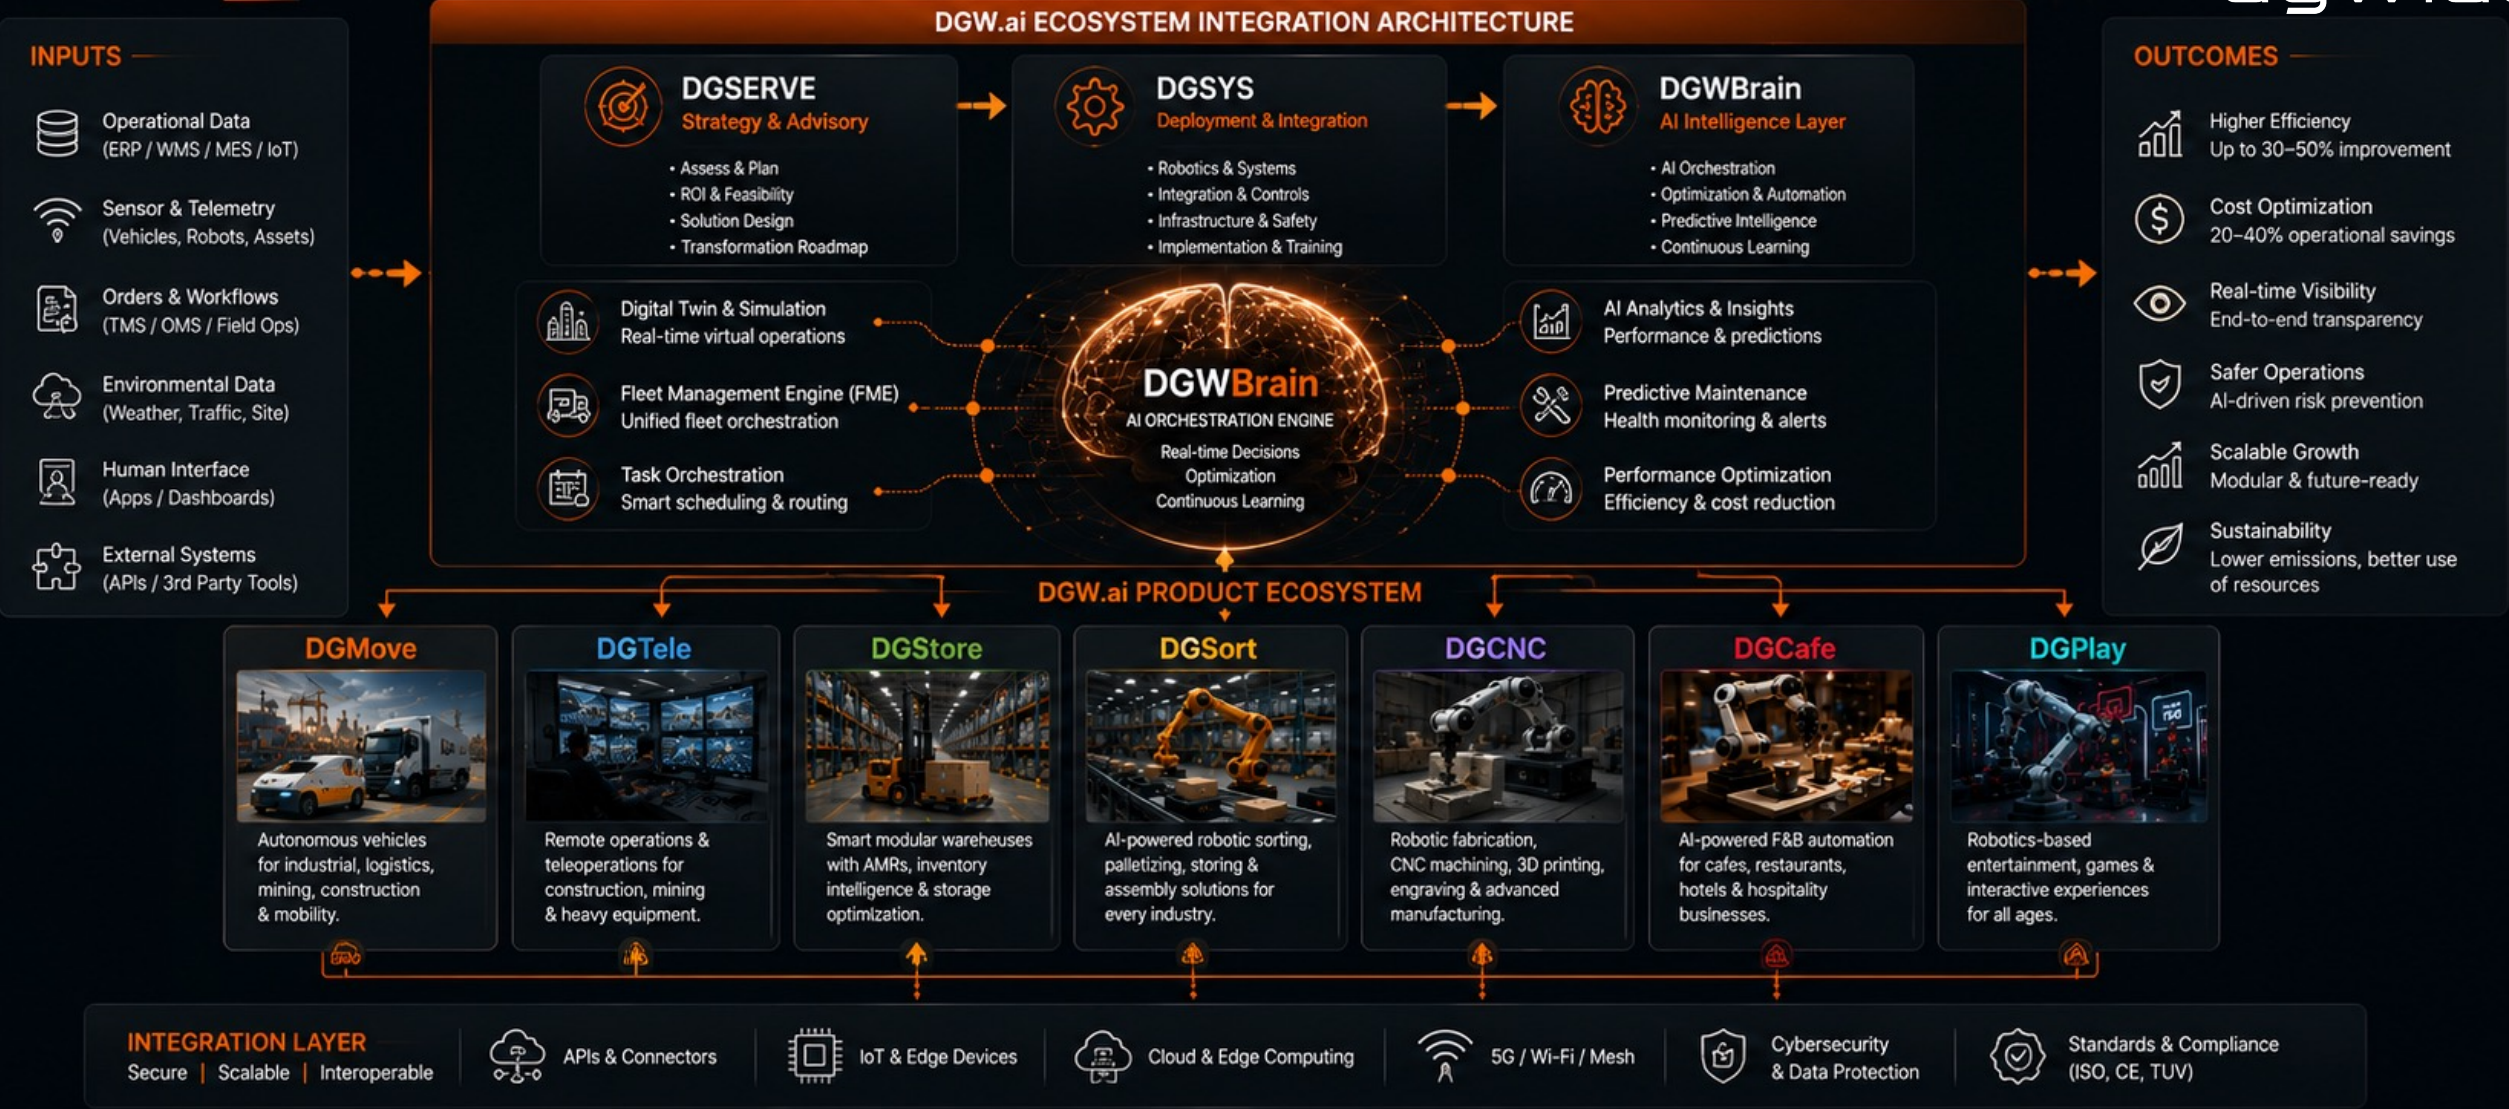 DGW.ai ECOSYSTEM INTEGRATION ARCHITECTURE
INPUTS
Operational Data
(ERP / WMS / MES / IoT)
Sensor & Telemetry
(Vehicles, Robots, Assets)
Orders & Workflows
(TMS / OMS / Field Ops)
Environmental Data
(Weather, Traffic, Site)
Human Interface
(Apps / Dashboards)
External Systems
(APIs / 3rd Party Tools)
DGSERVE
Strategy & Advisory
• Assess & Plan
• ROI & Feasibility
• Solution Design
• Transformation Roadmap
DGSYS
Deployment & Integration
• Robotics & Systems
• Integration & Controls
• Infrastructure & Safety
• Implementation & Training
DGWBrain
AI Intelligence Layer
• AI Orchestration
• Optimization & Automation
• Predictive Intelligence
• Continuous Learning
Digital Twin & Simulation
Real-time virtual operations
Fleet Management Engine (FME)
Unified fleet orchestration
Task Orchestration
Smart scheduling & routing
DGWBrain
AI ORCHESTRATION ENGINE
Real-time Decisions
Optimization
Continuous Learning
AI Analytics & Insights
Performance & predictions
Predictive Maintenance
Health monitoring & alerts
Performance Optimization
Efficiency & cost reduction
OUTCOMES
Higher Efficiency
Up to 30–50% improvement
Cost Optimization
20–40% operational savings
Real-time Visibility
End-to-end transparency
Safer Operations
AI-driven risk prevention
Scalable Growth
Modular & future-ready
Sustainability
Lower emissions, better use
of resources
DGW.ai PRODUCT ECOSYSTEM
DGMove
Autonomous vehicles
for industrial, logistics,
mining, construction
& mobility.
DGTele
Remote operations &
teleoperations for
construction, mining
& heavy equipment.
DGStore
Smart modular wareheuses
with AMRs, inventory
intelligence & storage
optimlzation.
DGSort
AI-powered robotic sorting,
palletizing, storing &
assembly solutions for
every industry.
DGCNC
Robotic fabrication,
CNC machining, 3D printing,
engraving & advanced
manufacturing.
DGCafe
AI-powered F&B automation
for cafes, restaurants,
hotels & hospitality
businesses.
DGPlay
Robotics-based
entertainment, games &
interactive experiences
for all ages.
INTEGRATION LAYER
Secure | Scalable | Interoperable
APIs & Connectors
IoT & Edge Devices
Cloud & Edge Computing
5G / Wi-Fi / Mesh
Cybersecurity
& Data Protection
Standards & Compliance
(ISO, CE, TUV)